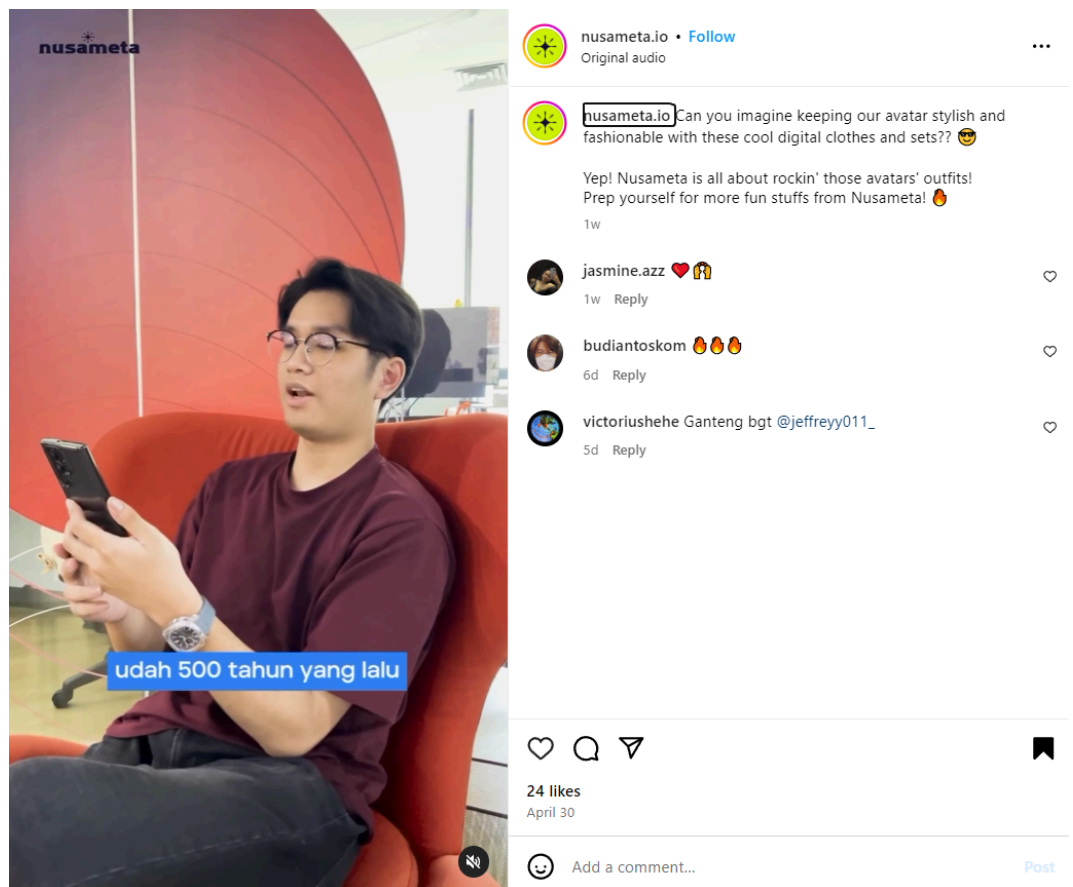 nusameta
udah 500 tahun yang lalu
nusameta.io • Follow
Original audio
nusameta.io Can you imagine keeping our avatar stylish and
fashionable with these cool digital clothes and sets?? 😎
Yep! Nusameta is all about rockin' those avatars' outfits!
Prep yourself for more fun stuffs from Nusameta! 🔥
1w
jasmine.azz ❤️🙌
1w Reply
budiantoskom 🔥🔥🔥
6d Reply
victoriushehe Ganteng bgt @jeffreyy011_
5d Reply
24 likes
April 30
Add a comment...
Post